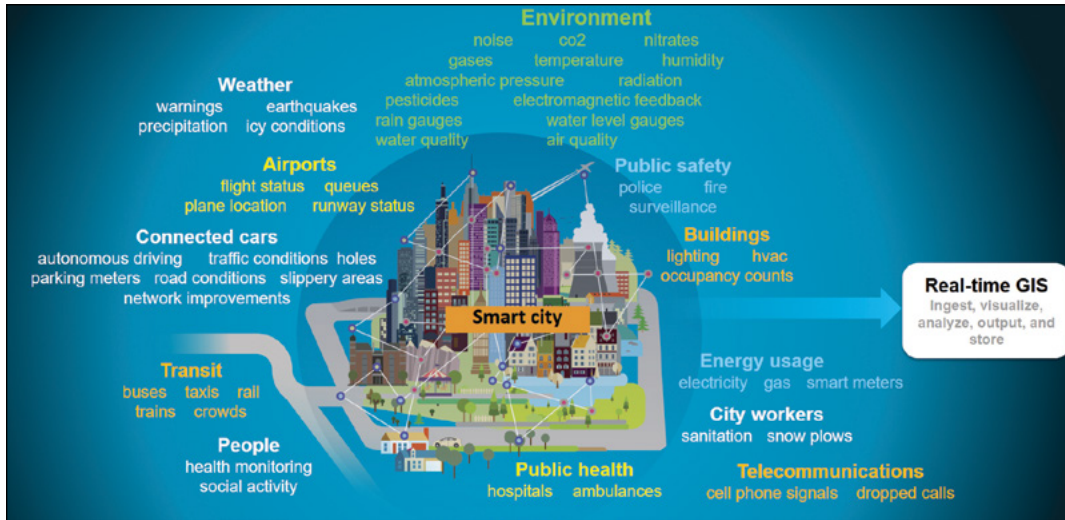 Environment
noise co2 nitrates
gases temperature humidity
atmospheric pressure radiation
pesticides electromagnetic feedback
rain gauges water level gauges
water quality air quality
Weather
warnings earthquakes
precipitation icy conditions
Airports
flight status queues
plane location runway status
Public safety
police fire
surveillance
Connected cars
autonomous driving traffic conditions holes
parking meters road conditions slippery areas
network improvements
Buildings
lighting hvac
occupancy counts
Smart city
Real-time GIS
Ingest, visualize,
analyze, output, and
store
Transit
buses taxis rail
trains crowds
Energy usage
electricity gas smart meters
City workers
sanitation snow plows
People
health monitoring
social activity
Public health
hospitals ambulances
Telecommunications
cell phone signals dropped calls